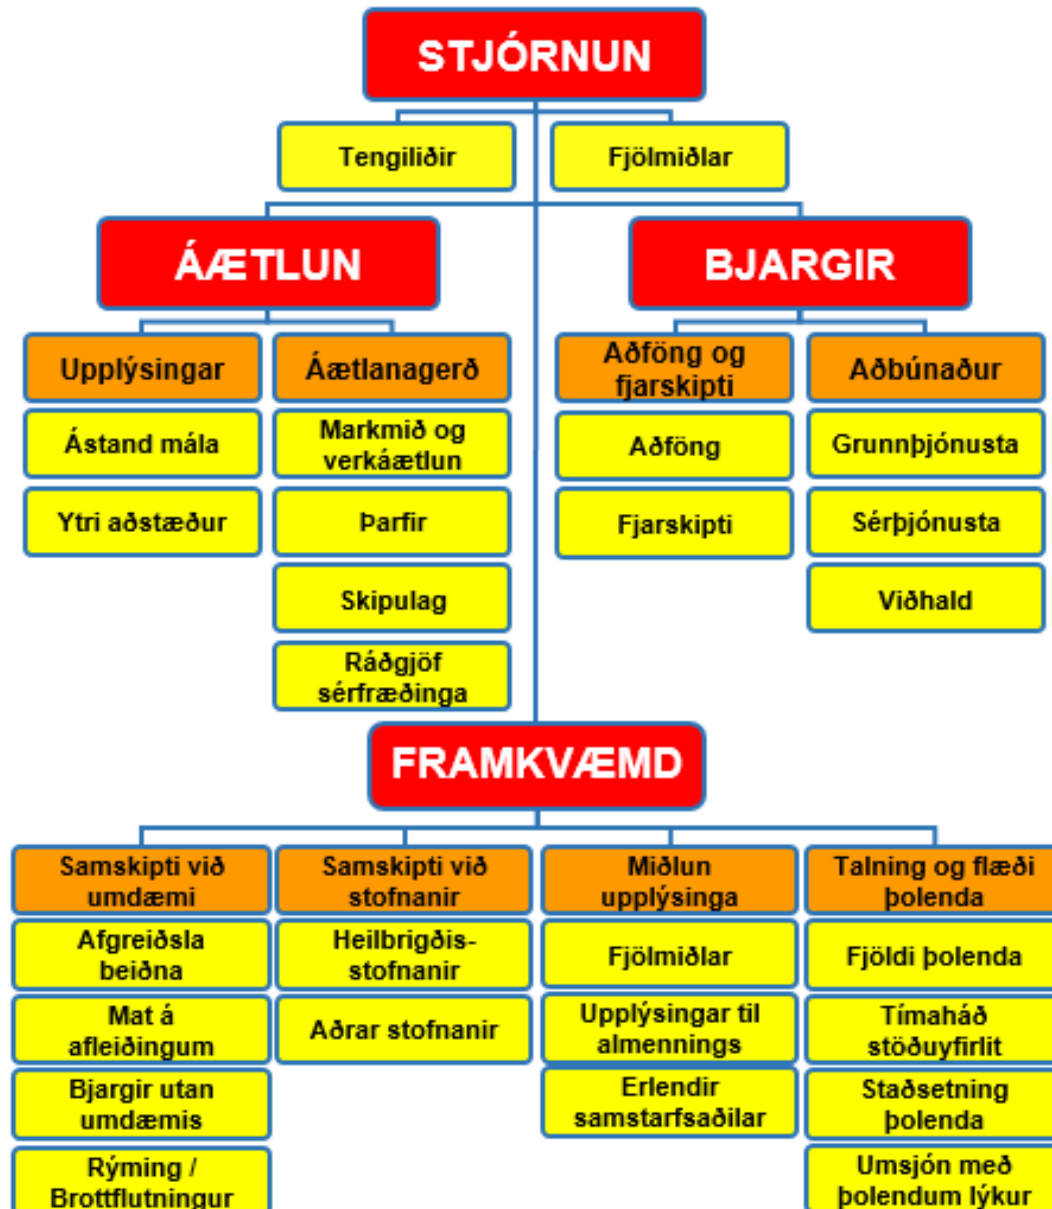 STJÓRNUN
Tengiliðir
Fjölmiðlar
ÁÆTLUN
BJARGIR
Upplýsingar
Ástand mála
Ytri aðstæður
Áætlanagerð
Markmið og
verkáætlun
Þarfir
Skipulag
Ráðgjöf
sérfræðinga
Aðföng og
fjarskipti
Aðföng
Fjarskipti
Aðbúnaður
Grunnþjónusta
Sérþjónusta
Viðhald
FRAMKVÆMD
Samskipti við
umdæmi
Afgreiðsla
beiðna
Mat á
afleiðingum
Bjargir utan
umdæmis
Rýming /
Brottflutningur
Samskipti við
stofnanir
Heilbrigðis-
stofnanir
Aðrar stofnanir
Miðlun
upplýsinga
Fjölmiðlar
Upplýsingar til
almennings
Erlendir
samstarfsaðilar
Talning og flæði
þolenda
Fjöldi þolenda
Tímaháð
stöðuyfirlit
Staðsetning
þolenda
Umsjón með
þolendum lýkur